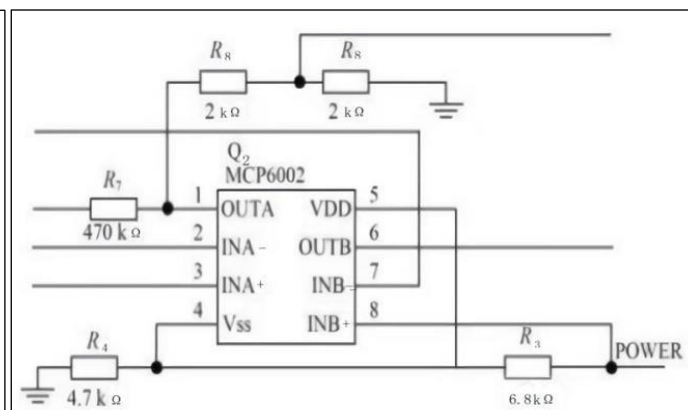 R₈ R₈
2 kΩ 2 kΩ
Q₂
MCP6002
R₇
470 kΩ
1 OUTA VDD 5
2 INA- OUTB 6
3 INA+ INB- 7
4 Vss INB+ 8
R₄
4.7 kΩ
R₃
6.8kΩ
POWER